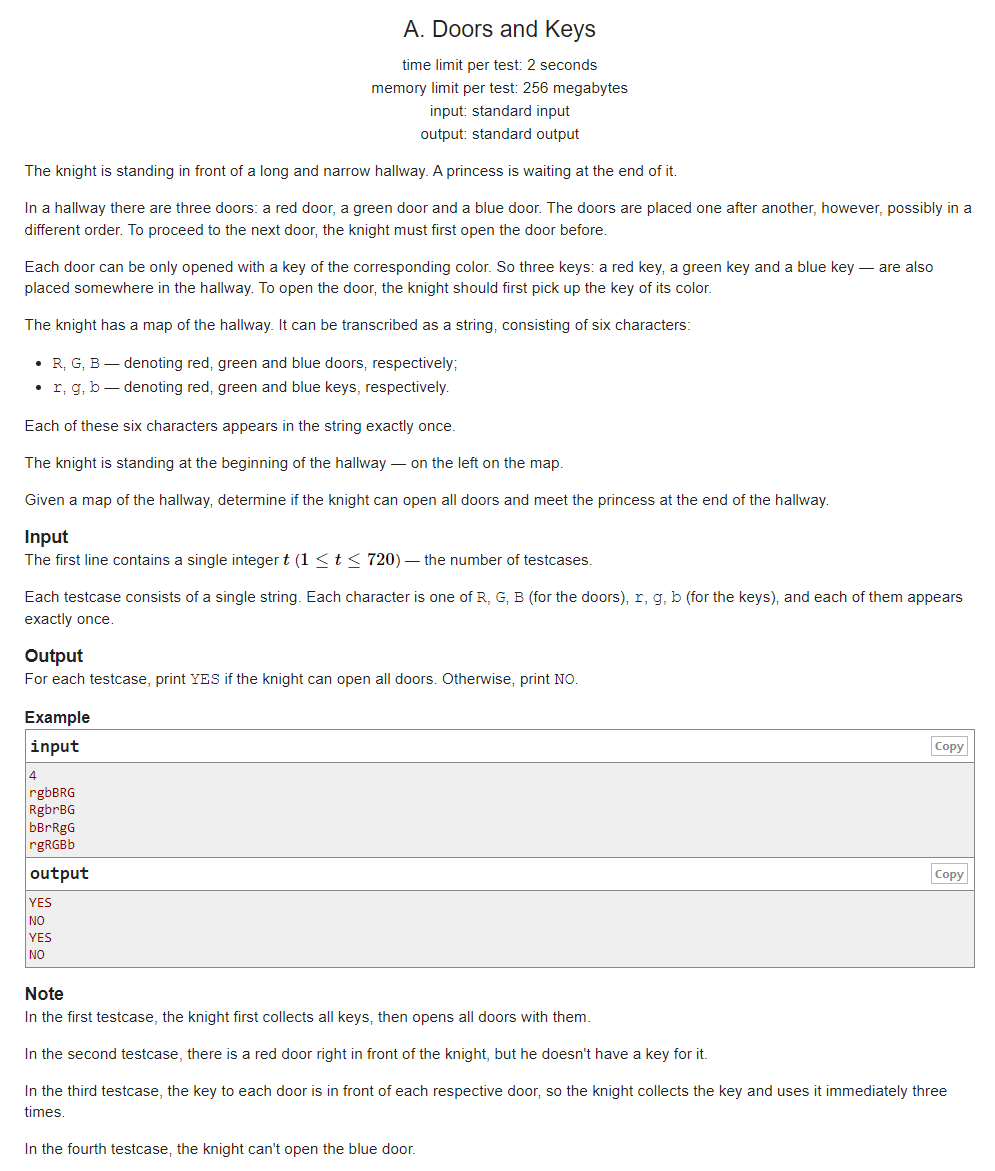 A. Doors and Keys
time limit per test: 2 seconds
memory limit per test: 256 megabytes
input: standard input
output: standard output
The knight is standing in front of a long and narrow hallway. A princess is waiting at the end of it.
In a hallway there are three doors: a red door, a green door and a blue door. The doors are placed one after another, however, possibly in a
different order. To proceed to the next door, the knight must first open the door before.
Each door can be only opened with a key of the corresponding color. So three keys: a red key, a green key and a blue key — are also
placed somewhere in the hallway. To open the door, the knight should first pick up the key of its color.
The knight has a map of the hallway. It can be transcribed as a string, consisting of six characters:
• R, G, B — denoting red, green and blue doors, respectively;
• r, g, b — denoting red, green and blue keys, respectively.
Each of these six characters appears in the string exactly once.
The knight is standing at the beginning of the hallway — on the left on the map.
Given a map of the hallway, determine if the knight can open all doors and meet the princess at the end of the hallway.
Input
The first line contains a single integer t (1 ≤ t ≤ 720) — the number of testcases.
Each testcase consists of a single string. Each character is one of R, G, B (for the doors), r, g, b (for the keys), and each of them appears
exactly once.
Output
For each testcase, print YES if the knight can open all doors. Otherwise, print NO.
Example
input Copy
4
rgbBRG
RgbrBG
bBrRgG
rgRGBb
output Copy
YES
NO
YES
NO
Note
In the first testcase, the knight first collects all keys, then opens all doors with them.
In the second testcase, there is a red door right in front of the knight, but he doesn't have a key for it.
In the third testcase, the key to each door is in front of each respective door, so the knight collects the key and uses it immediately three
times.
In the fourth testcase, the knight can't open the blue door.